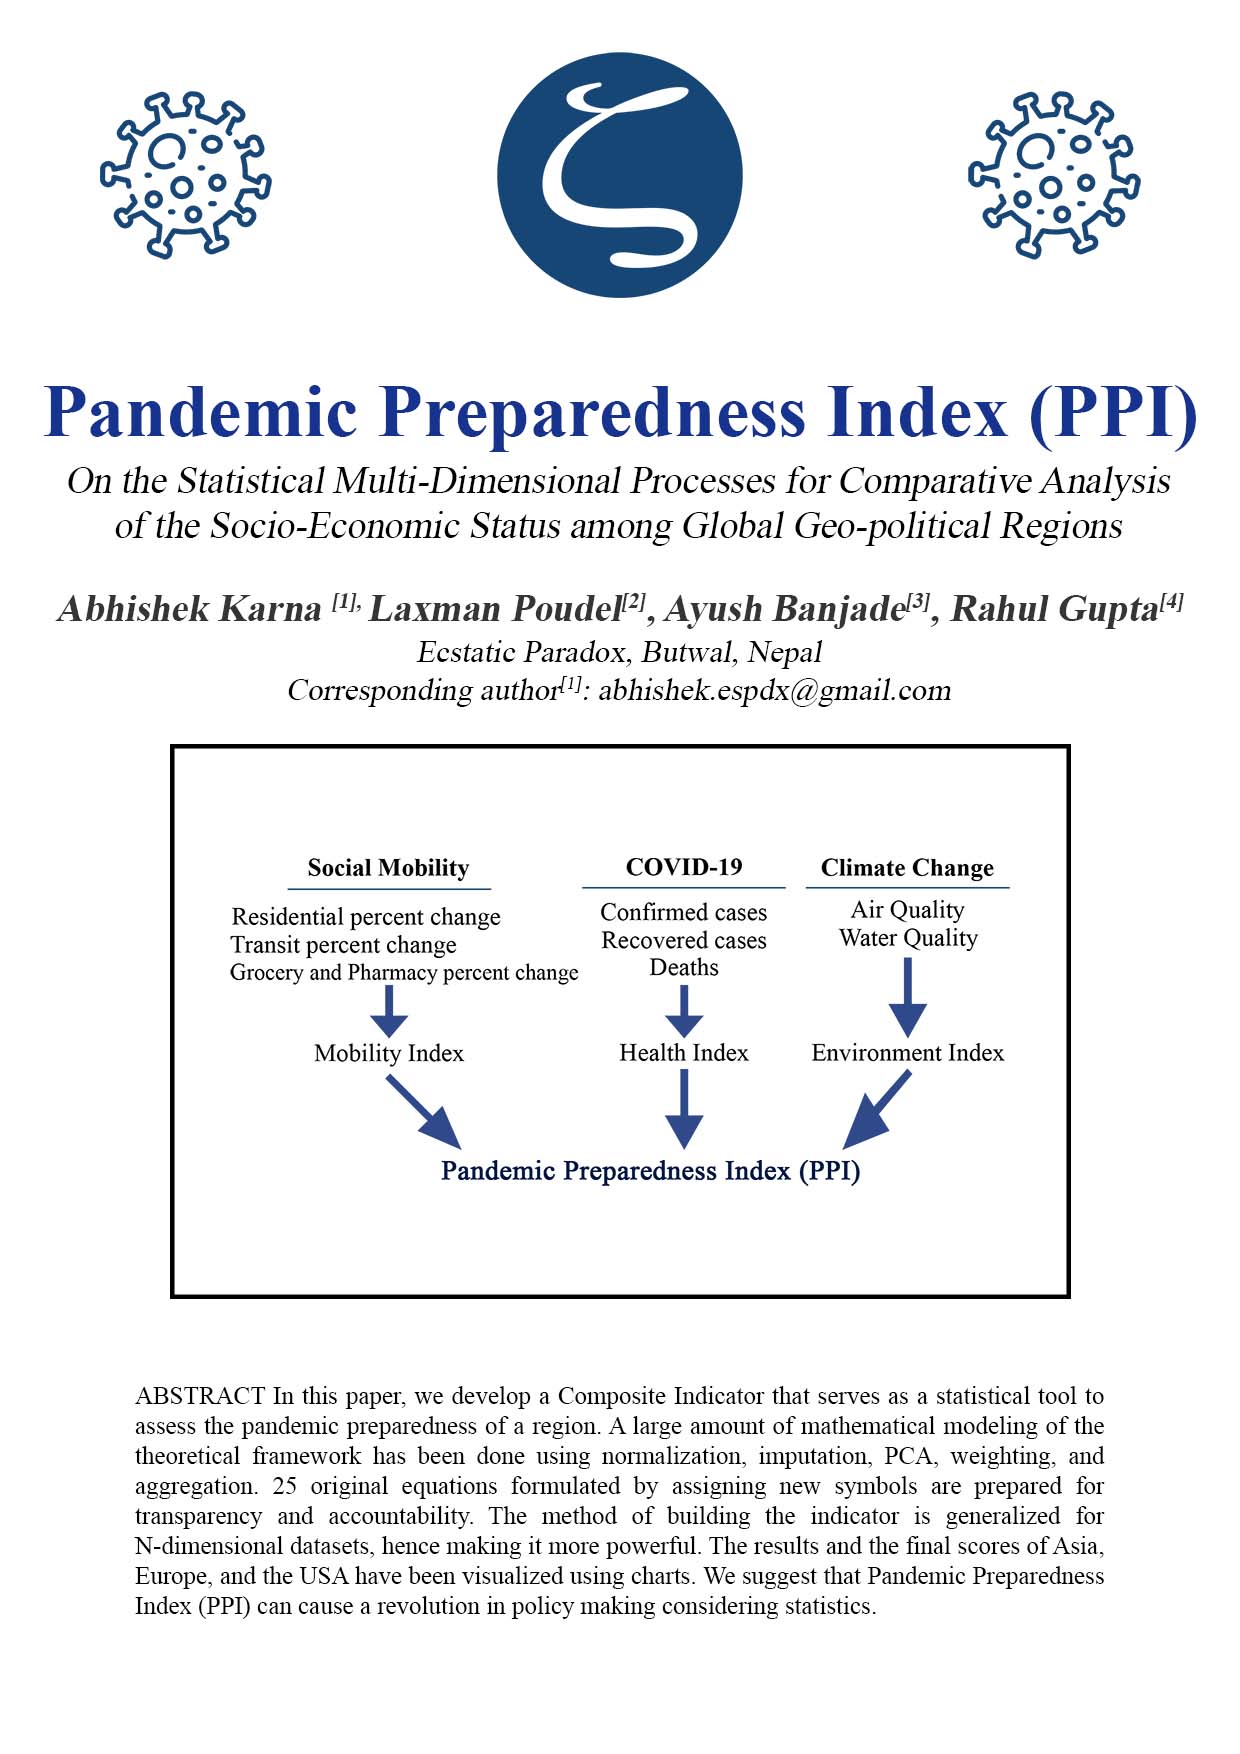 ζ
Pandemic Preparedness Index (PPI)
On the Statistical Multi-Dimensional Processes for Comparative Analysis
of the Socio-Economic Status among Global Geo-political Regions
Abhishek Karna [1], Laxman Poudel[2], Ayush Banjade[3], Rahul Gupta[4]
Ecstatic Paradox, Butwal, Nepal
Corresponding author[1]: abhishek.espdx@gmail.com
Social Mobility
Residential percent change
Transit percent change
Grocery and Pharmacy percent change
Mobility Index
COVID-19
Confirmed cases
Recovered cases
Deaths
Health Index
Climate Change
Air Quality
Water Quality
Environment Index
Pandemic Preparedness Index (PPI)
ABSTRACT In this paper, we develop a Composite Indicator that serves as a statistical tool to
assess the pandemic preparedness of a region. A large amount of mathematical modeling of the
theoretical framework has been done using normalization, imputation, PCA, weighting, and
aggregation. 25 original equations formulated by assigning new symbols are prepared for
transparency and accountability. The method of building the indicator is generalized for
N-dimensional datasets, hence making it more powerful. The results and the final scores of Asia,
Europe, and the USA have been visualized using charts. We suggest that Pandemic Preparedness
Index (PPI) can cause a revolution in policy making considering statistics.